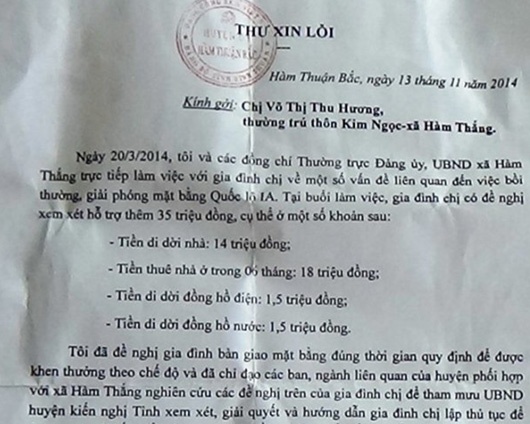 THƯ XIN LỖI
HUYỆN
HÀM THUẬN BẮC
Hàm Thuận Bắc, ngày 13 tháng 11 năm 2014
Kính gởi: Chị Võ Thị Thu Hương,
thường trú thôn Kim Ngọc-xã Hàm Thắng.
Ngày 20/3/2014, tôi và các đồng chí Thường trực Đảng ủy, UBND xã Hàm
Thắng trực tiếp làm việc với gia đình chị về một số vấn đề liên quan đến việc bồi
thường, giải phóng mặt bằng Quốc lộ 1A. Tại buổi làm việc, gia đình chị có đề nghị
xem xét hỗ trợ thêm 35 triệu đồng, cụ thể ở một số khoản sau:
- Tiền di dời nhà: 14 triệu đồng;
- Tiền thuê nhà ở trong 06 tháng: 18 triệu đồng;
- Tiền di dời đồng hồ điện: 1,5 triệu đồng;
- Tiền di dời đồng hồ nước: 1,5 triệu đồng.
Tôi đã đề nghị gia đình bàn giao mặt bằng đúng thời gian quy định để được
khen thưởng theo chế độ và đã chỉ đạo các ban, ngành liên quan của huyện phối hợp
với xã Hàm Thắng nghiên cứu các đề nghị trên của gia đình chị để tham mưu UBND
huyện kiến nghị Tỉnh xem xét, giải quyết và hướng dẫn gia đình chị lập thủ tục để